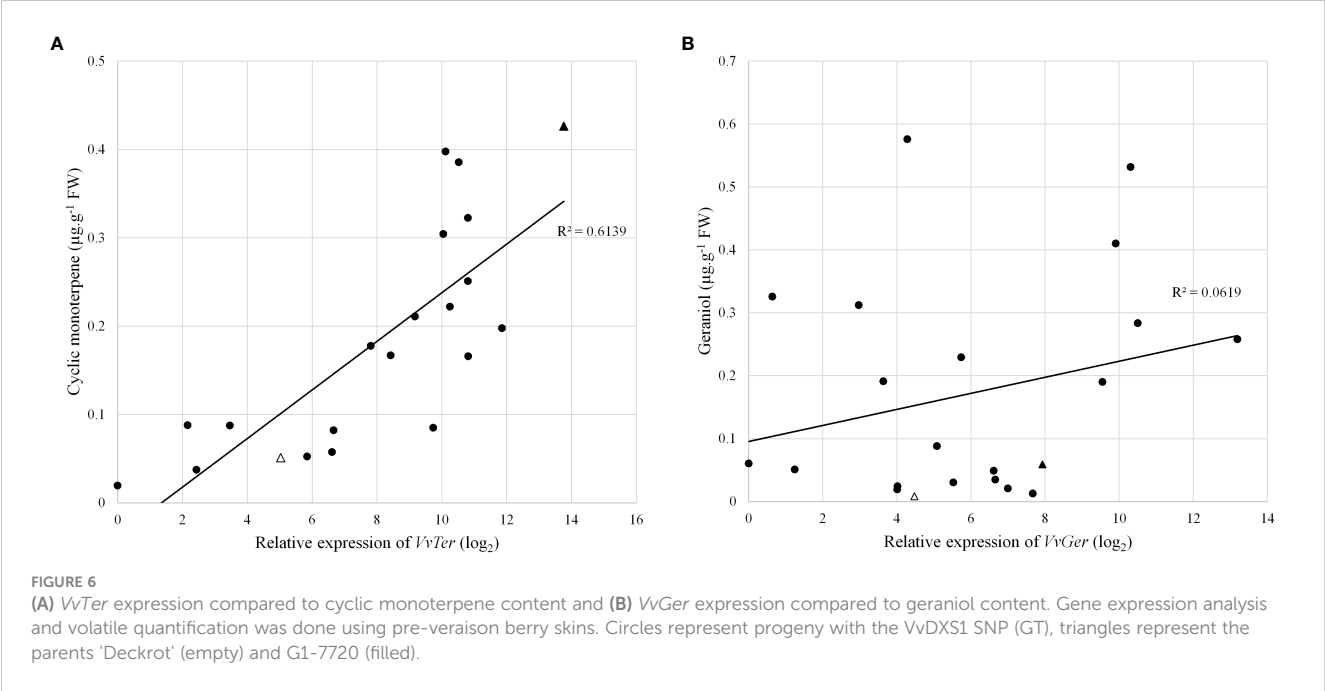 A
0.5
0.4
0.3
0.2
0.1
0
Cyclic monoterpene (µg.g-1 FW)
R² = 0.6139
0 2 4 6 8 10 12 14 16
Relative expression of VvTer (log2)
B
0.7
0.6
0.5
0.4
0.3
0.2
0.1
0
Geraniol (µg.g-1 FW)
R² = 0.0619
0 2 4 6 8 10 12 14
Relative expression of VvGer (log2)
FIGURE 6
(A) VvTer expression compared to cyclic monoterpene content and (B) VvGer expression compared to geraniol content. Gene expression analysis
and volatile quantification was done using pre-veraison berry skins. Circles represent progeny with the VvDXS1 SNP (GT), triangles represent the
parents 'Deckrot' (empty) and G1-7720 (filled).